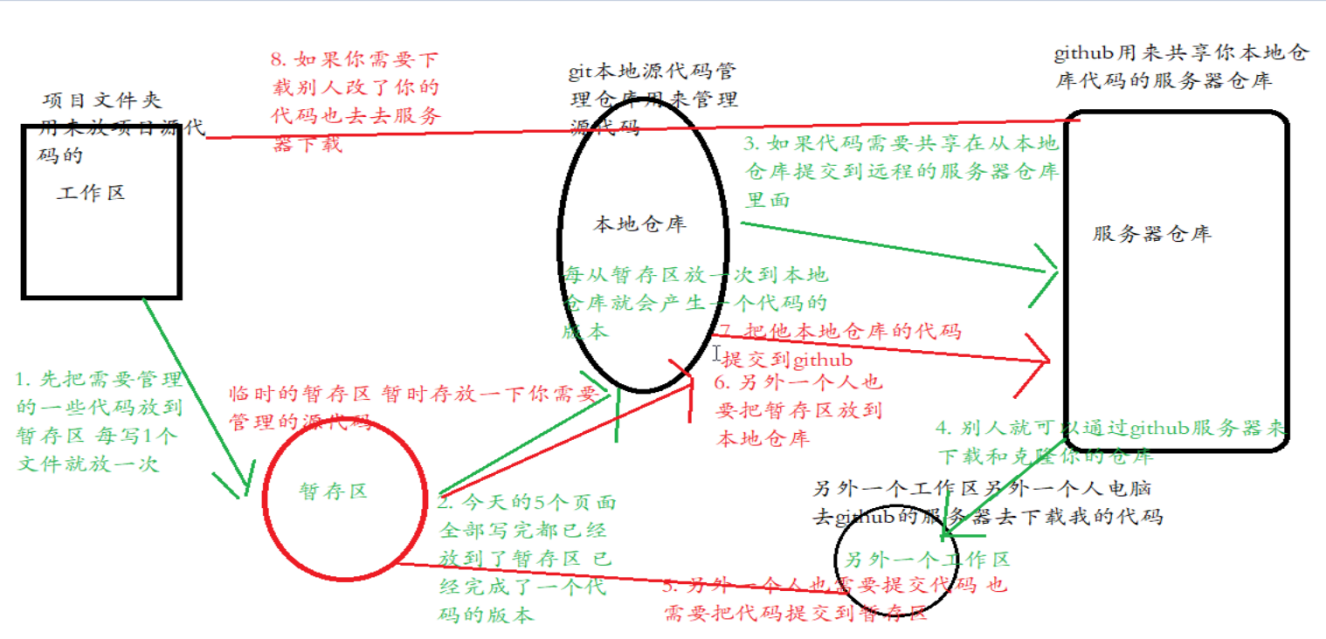 项目文件夹
用来放项目源代
码的
工作区
8. 如果你需要下
载别人改了你的
代码也去去服务
器下载
git本地源代码管
理仓库用来管理
源代码
本地仓库
每从暂存区放一次到本地
仓库就会产生一个代码的
版本
github用来共享你本地仓
库代码的服务器仓库
服务器仓库
3. 如果代码需要共享在从本地
仓库提交到远程的服务器仓库
里面
7. 把他本地仓库的代码
提交到github
6. 另外一个人也
要把暂存区放到
本地仓库
1. 先把需要管理
的一些代码放到
暂存区 每写1个
文件就放一次
临时的暂存区 暂时存放一下你需要
管理的源代码
暂存区
2. 今天的5个页面
全部写完都已经
放到了暂存区 已
经完成了一个代
码的版本
4. 别人就可以通过github服务器来
下载和克隆你的仓库
另外一个工作区另外一个人电脑
去github的服务器去下载我的代码
另外一个工作区
5. 另外一个人也需要提交代码 也
需要把代码提交到暂存区